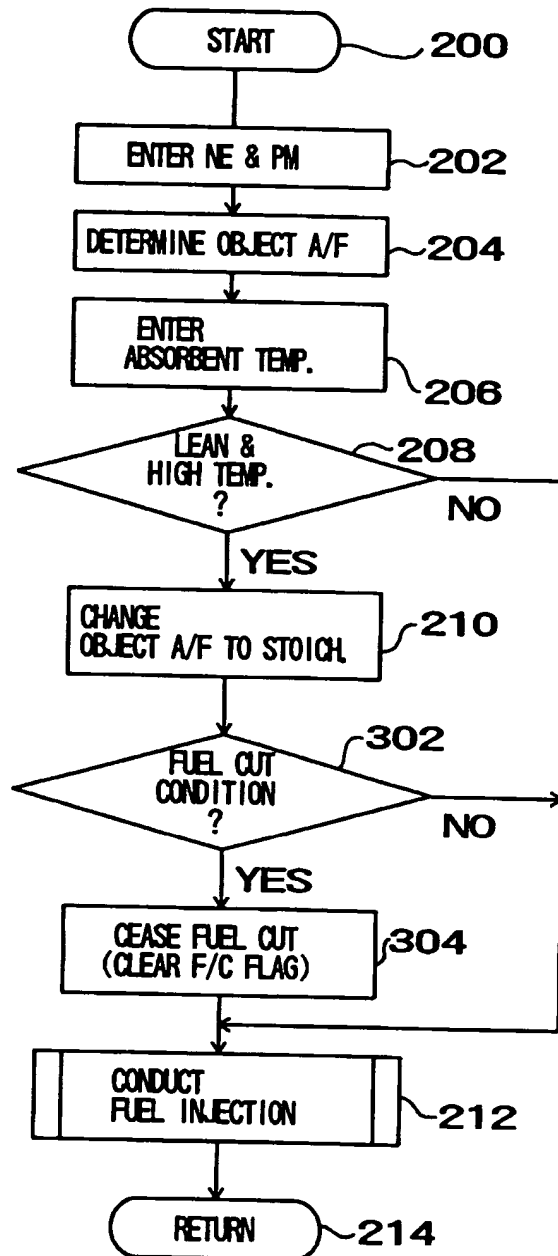 START
200
ENTER NE & PM
202
DETERMINE OBJECT A/F
204
ENTER
ABSORBENT TEMP.
206
LEAN &
HIGH TEMP.
?
208
NO
YES
CHANGE
OBJECT A/F TO STOICH.
210
FUEL CUT
CONDITION
?
302
NO
YES
CEASE FUEL CUT
(CLEAR F/C FLAG)
304
CONDUCT
FUEL INJECTION
212
RETURN
214